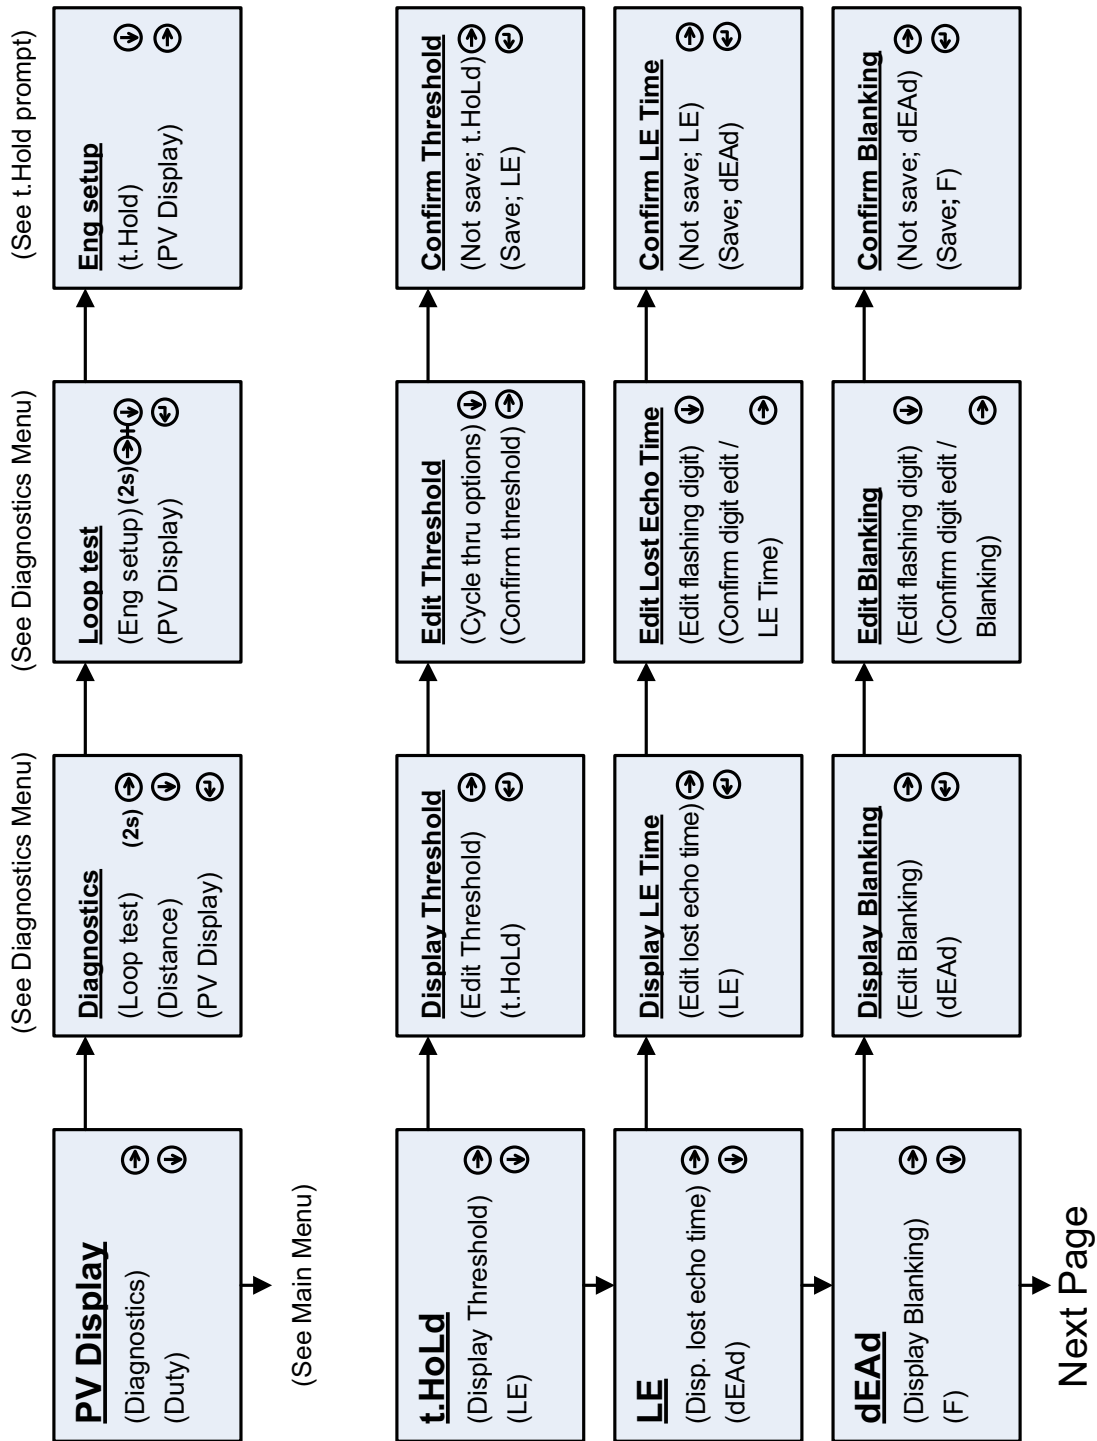 (See Diagnostics Menu)
(See Diagnostics Menu)
(See t.Hold prompt)
PV Display
(Diagnostics)
(Duty)
Diagnostics
(Loop test) (2s)
(Distance)
(PV Display)
Loop test
(Eng setup) (2s) +
(PV Display)
Eng setup
(t.Hold)
(PV Display)
(See Main Menu)
t.HoLd
(Display Threshold)
(LE)
Display Threshold
(Edit Threshold)
(t.HoLd)
Edit Threshold
(Cycle thru options)
(Confirm threshold)
Confirm Threshold
(Not save; t.HoLd)
(Save; LE)
LE
(Disp. lost echo time)
(dEAd)
Display LE Time
(Edit lost echo time)
(LE)
Edit Lost Echo Time
(Edit flashing digit)
(Confirm digit edit /
LE Time)
Confirm LE Time
(Not save; LE)
(Save; dEAd)
dEAd
(Display Blanking)
(F)
Display Blanking
(Edit Blanking)
(dEAd)
Edit Blanking
(Edit flashing digit)
(Confirm digit edit /
Blanking)
Confirm Blanking
(Not save; dEAd)
(Save; F)
Next Page